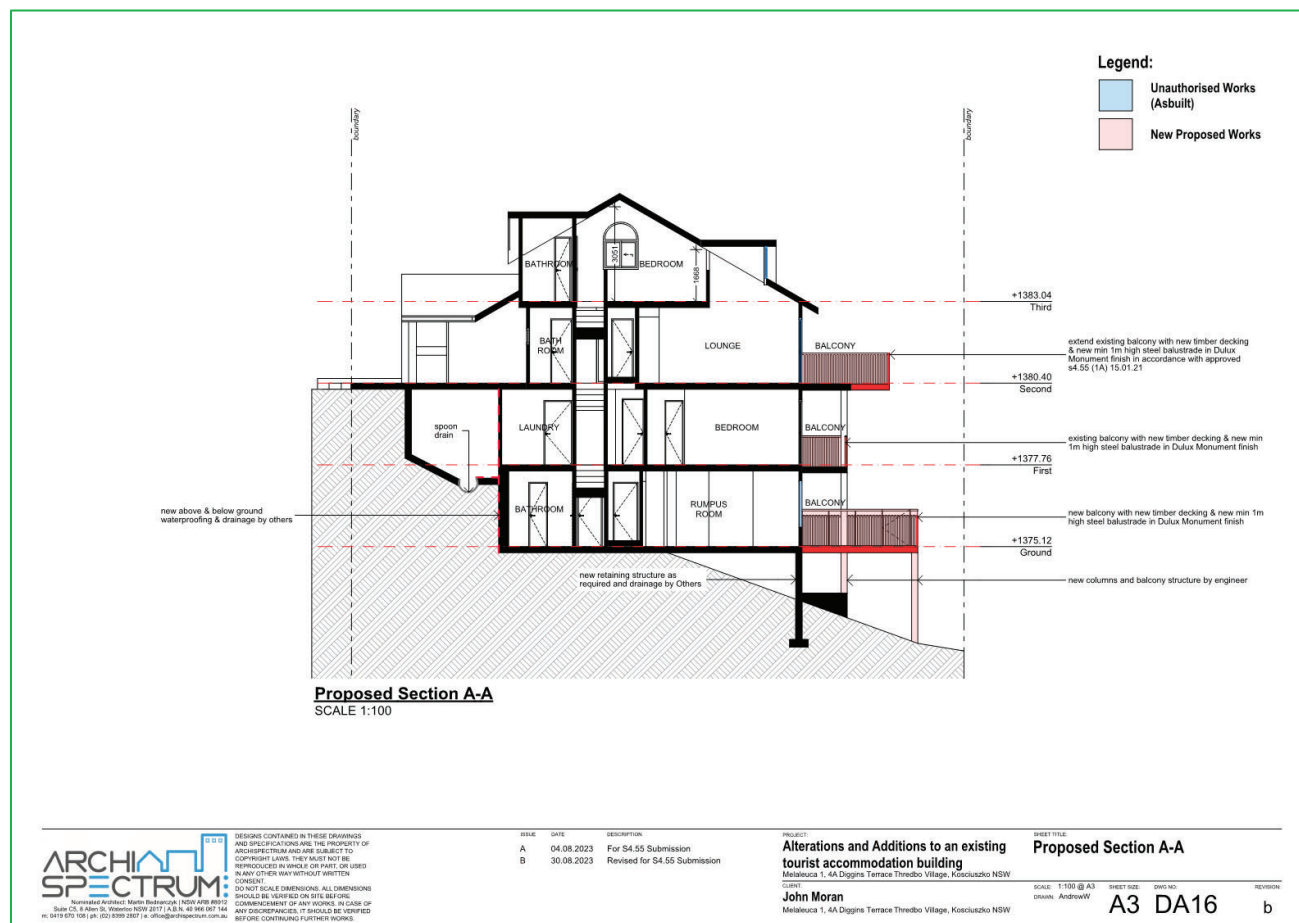 Legend:
Unauthorised Works
(Asbuilt)
New Proposed Works
boundary
boundary
BATHROOM
3051
BEDROOM
1668
+1383.04
Third
BATH
ROOM
LOUNGE
BALCONY
extend existing balcony with new timber decking
& new min 1m high steel balustrade in Dulux
Monument finish in accordance with approved
s4.55 (1A) 15.01.21
+1380.40
Second
spoon
drain
LAUNDRY
BEDROOM
BALCONY
existing balcony with new timber decking & new min
1m high steel balustrade in Dulux Monument finish
+1377.76
First
new above & below ground
waterproofing & drainage by others
BATHROOM
RUMPUS
ROOM
BALCONY
new balcony with new timber decking & new min 1m
high steel balustrade in Dulux Monument finish
+1375.12
Ground
new retaining structure as
required and drainage by Others
new columns and balcony structure by engineer
Proposed Section A-A
SCALE 1:100
ARCHI
SPECTRUM
Nominated Architect: Martin Bednarczyk | NSW ARB #8912
Suite C5, 8 Allen St, Waterloo NSW 2017 | A.B.N. 40 966 067 144
m: 0419 670 108 | ph: (02) 8399 2807 | e: office@archispectrum.com.au
DESIGNS CONTAINED IN THESE DRAWINGS
AND SPECIFICATIONS ARE THE PROPERTY OF
ARCHISPECTRUM AND ARE SUBJECT TO
COPYRIGHT LAWS. THEY MUST NOT BE
REPRODUCED IN WHOLE OR PART, OR USED
IN ANY OTHER WAY WITHOUT WRITTEN
CONSENT.
DO NOT SCALE DIMENSIONS. ALL DIMENSIONS
SHOULD BE VERIFIED ON SITE BEFORE
COMMENCEMENT OF ANY WORKS. IN CASE OF
ANY DISCREPANCIES, IT SHOULD BE VERIFIED
BEFORE CONTINUING FURTHER WORKS.
ISSUE DATE DESCRIPTION
A 04.08.2023 For S4.55 Submission
B 30.08.2023 Revised for S4.55 Submission
PROJECT:
Alterations and Additions to an existing
tourist accommodation building
Melaleuca 1, 4A Diggins Terrace Thredbo Village, Kosciuszko NSW
CLIENT:
John Moran
Melaleuca 1, 4A Diggins Terrace Thredbo Village, Kosciuszko NSW
SHEET TITLE:
Proposed Section A-A
SCALE: 1:100 @ A3
DRAWN: AndrewW
SHEET SIZE:
A3
DWG NO:
DA16
REVISION:
b